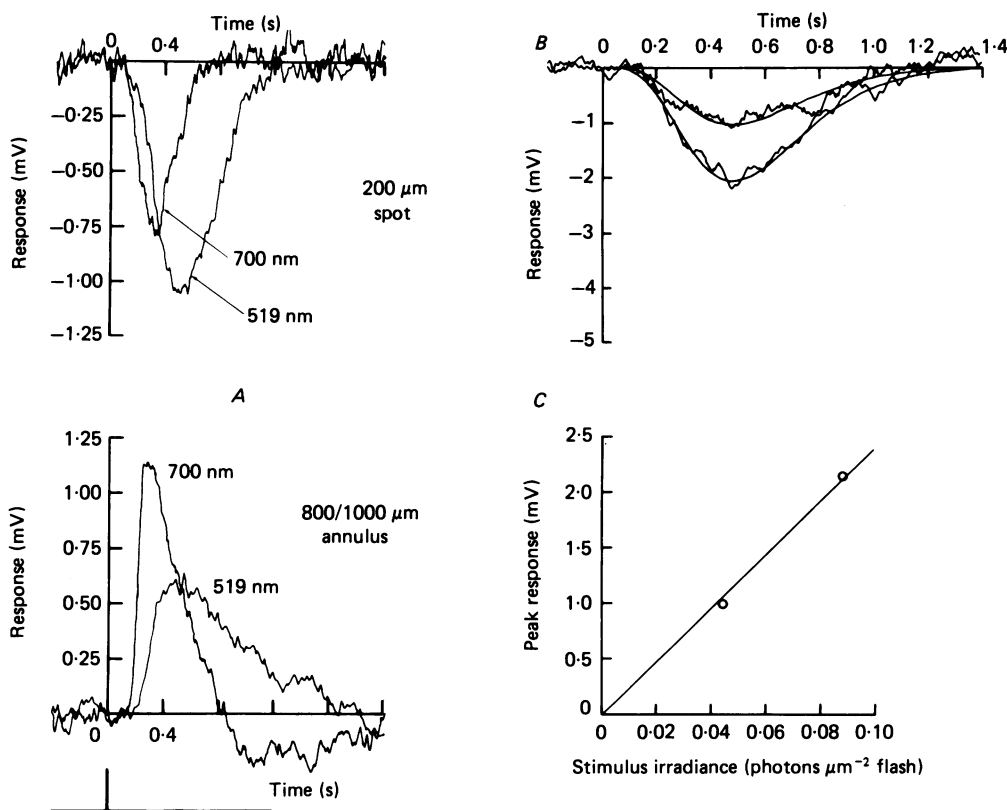 Time (s)
0 0·4
−0·25
−0·50
−0·75
−1·00
−1·25
Response (mV)
200 μm
spot
700 nm
519 nm
B
Time (s)
0 0·2 0·4 0·6 0·8 1·0 1·2 1·4
−1
−2
−3
−4
−5
Response (mV)
A
1·25
1·00
0·75
0·50
0·25
0 0·4
Response (mV)
700 nm
800/1000 μm
annulus
519 nm
Time (s)
C
2·5
2·0
1·5
1·0
0·5
0
Peak response (mV)
0 0·02 0·04 0·06 0·08 0·10
Stimulus irradiance (photons μm⁻² flash)